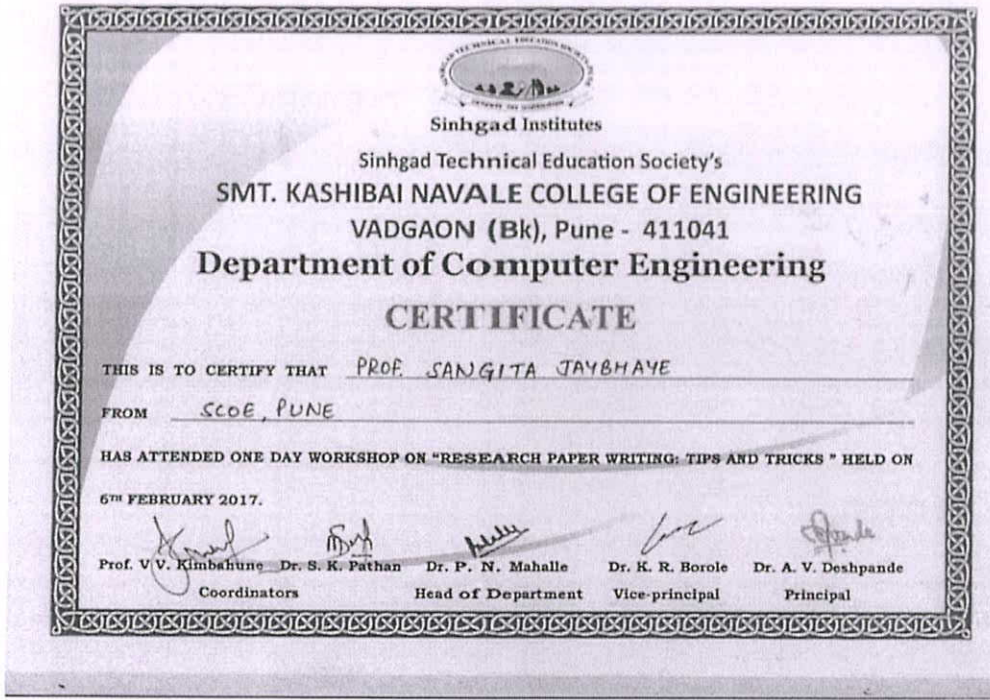 Sinhgad Institutes
Sinhgad Technical Education Society's
SMT. KASHIBAI NAVALE COLLEGE OF ENGINEERING
VADGAON (Bk), Pune - 411041
Department of Computer Engineering
CERTIFICATE
THIS IS TO CERTIFY THAT PROF. SANGITA JAYBHAYE
FROM SCOE, PUNE
HAS ATTENDED ONE DAY WORKSHOP ON "RESEARCH PAPER WRITING: TIPS AND TRICKS " HELD ON
6TH FEBRUARY 2017.
Prof. V V. Kimbahune Dr. S. K. Pathan Dr. P. N. Mahalle Dr. K. R. Borole Dr. A. V. Deshpande
Coordinators Head of Department Vice-principal Principal